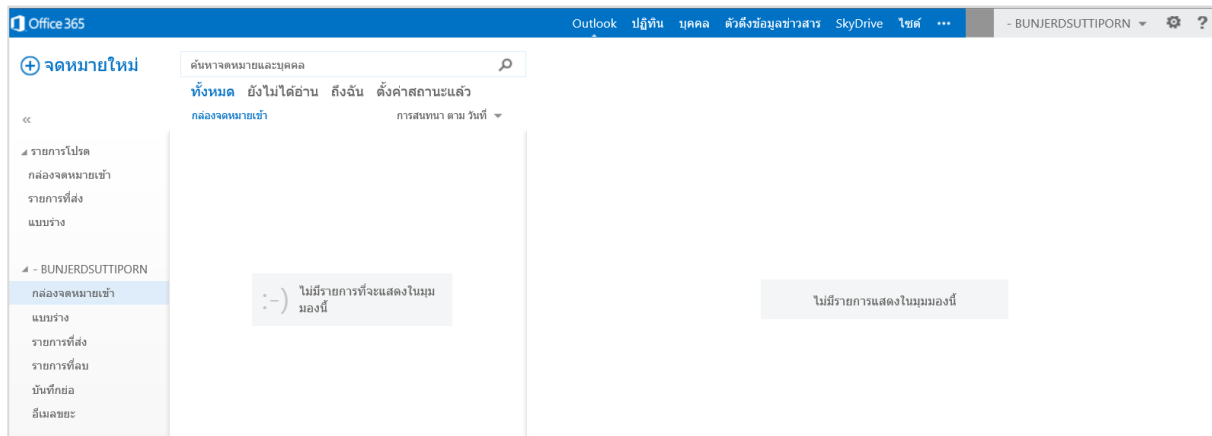 Office 365
Outlook ปฏิทิน บุคคล ตัวดึงข้อมูลข่าวสาร SkyDrive ไซต์ ••• - BUNJERDSUTTIPORN ?
จดหมายใหม่
ค้นหาจดหมายและบุคคล
ทั้งหมด ยังไม่ได้อ่าน ถึงฉัน ตั้งค่าสถานะแล้ว
กล่องจดหมายเข้า การสนทนา ตาม วันที่
«
รายการโปรด
กล่องจดหมายเข้า
รายการที่ส่ง
แบบร่าง
- BUNJERDSUTTIPORN
กล่องจดหมายเข้า
แบบร่าง
รายการที่ส่ง
รายการที่ลบ
บันทึกย่อ
อีเมลขยะ
:-) ไม่มีรายการที่จะแสดงในมุม
มองนี้
ไม่มีรายการแสดงในมุมมองนี้